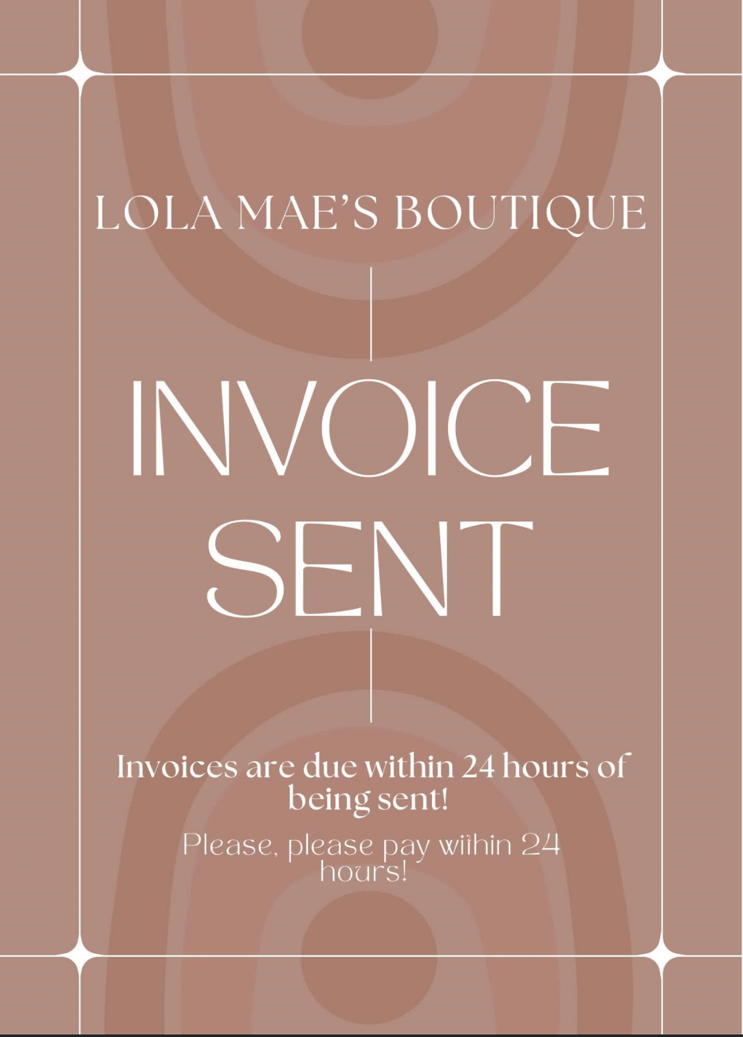 LOLA MAE’S BOUTIQUE
INVOICE
SENT
Invoices are due within 24 hours of
being sent!
Please, please pay within 24
hours!